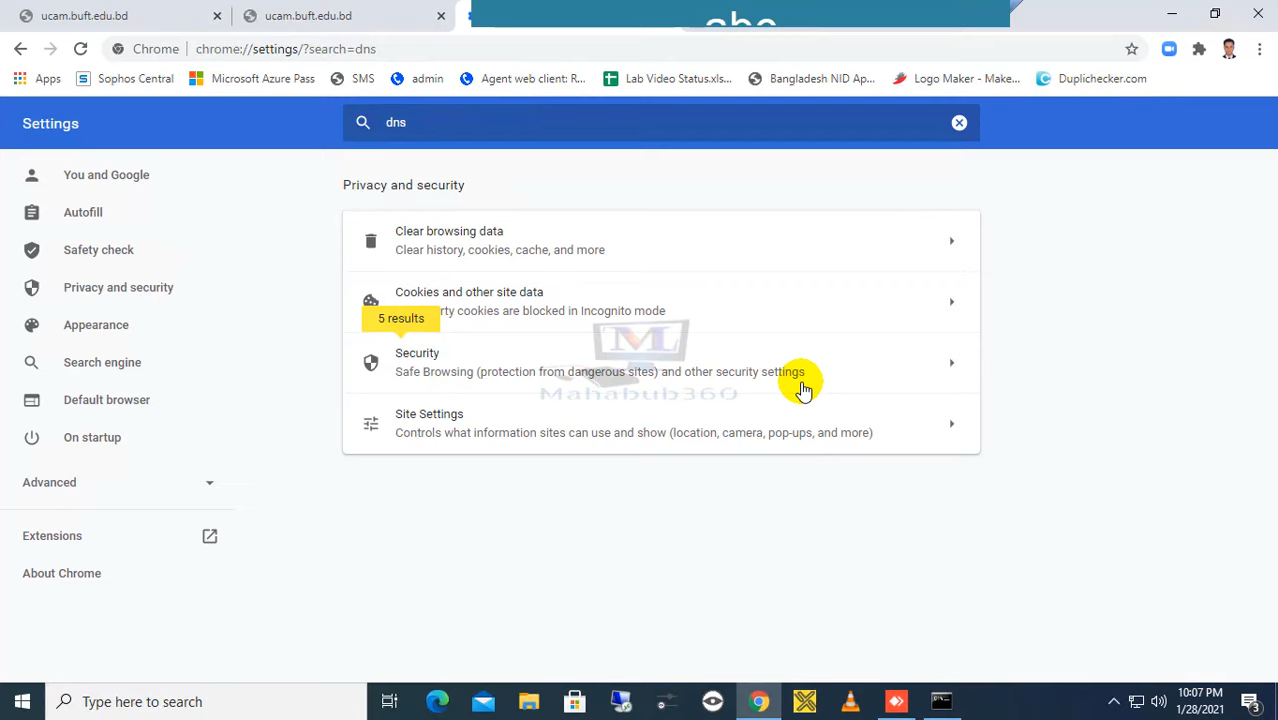 ucam.buft.edu.bd
ucam.buft.edu.bd
Chrome | chrome://settings/?search=dns
Apps
Sophos Central
Microsoft Azure Pass
SMS
admin
Agent web client: R...
Lab Video Status.xls...
Bangladesh NID Ap...
Logo Maker - Make...
Duplichecker.com
Settings
dns
You and Google
Autofill
Safety check
Privacy and security
Appearance
Search engine
Default browser
On startup
Advanced
Extensions
About Chrome
Privacy and security
Clear browsing data
Clear history, cookies, cache, and more
Cookies and other site data
rty cookies are blocked in Incognito mode
5 results
Security
Safe Browsing (protection from dangerous sites) and other security settings
Mahabub360
Site Settings
Controls what information sites can use and show (location, camera, pop-ups, and more)
Type here to search
10:07 PM
1/28/2021
3